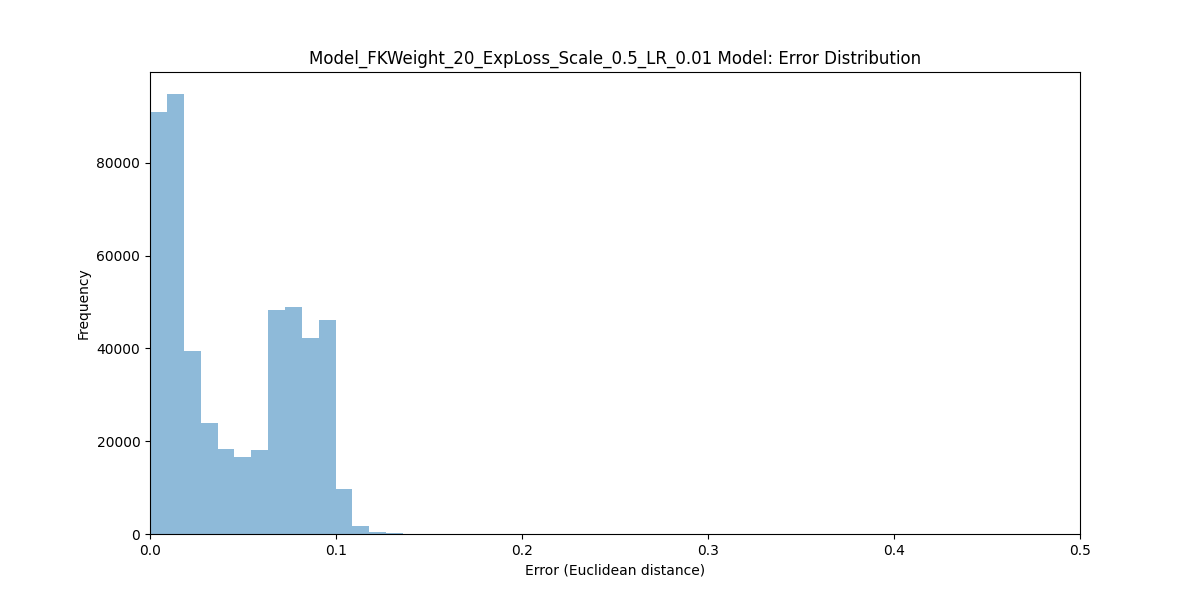 Model_FKWeight_20_ExpLoss_Scale_0.5_LR_0.01 Model: Error Distribution
Frequency
80000
60000
40000
20000
0
0.0 0.1 0.2 0.3 0.4 0.5
Error (Euclidean distance)